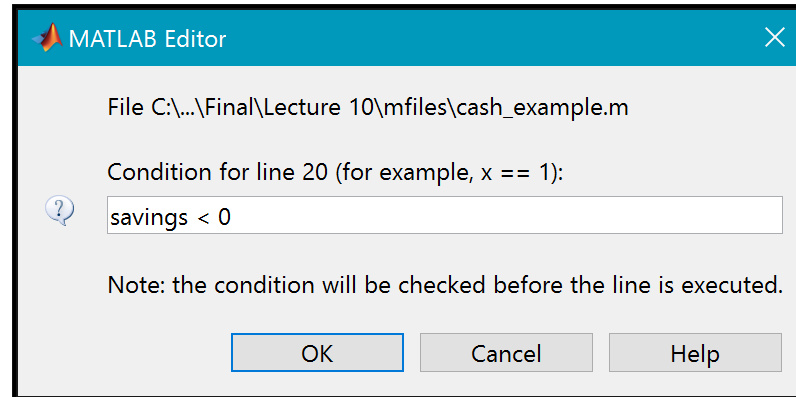 MATLAB Editor
File C:\...\Final\Lecture 10\mfiles\cash_example.m
Condition for line 20 (for example, x == 1):
savings < 0
Note: the condition will be checked before the line is executed.
OK Cancel Help